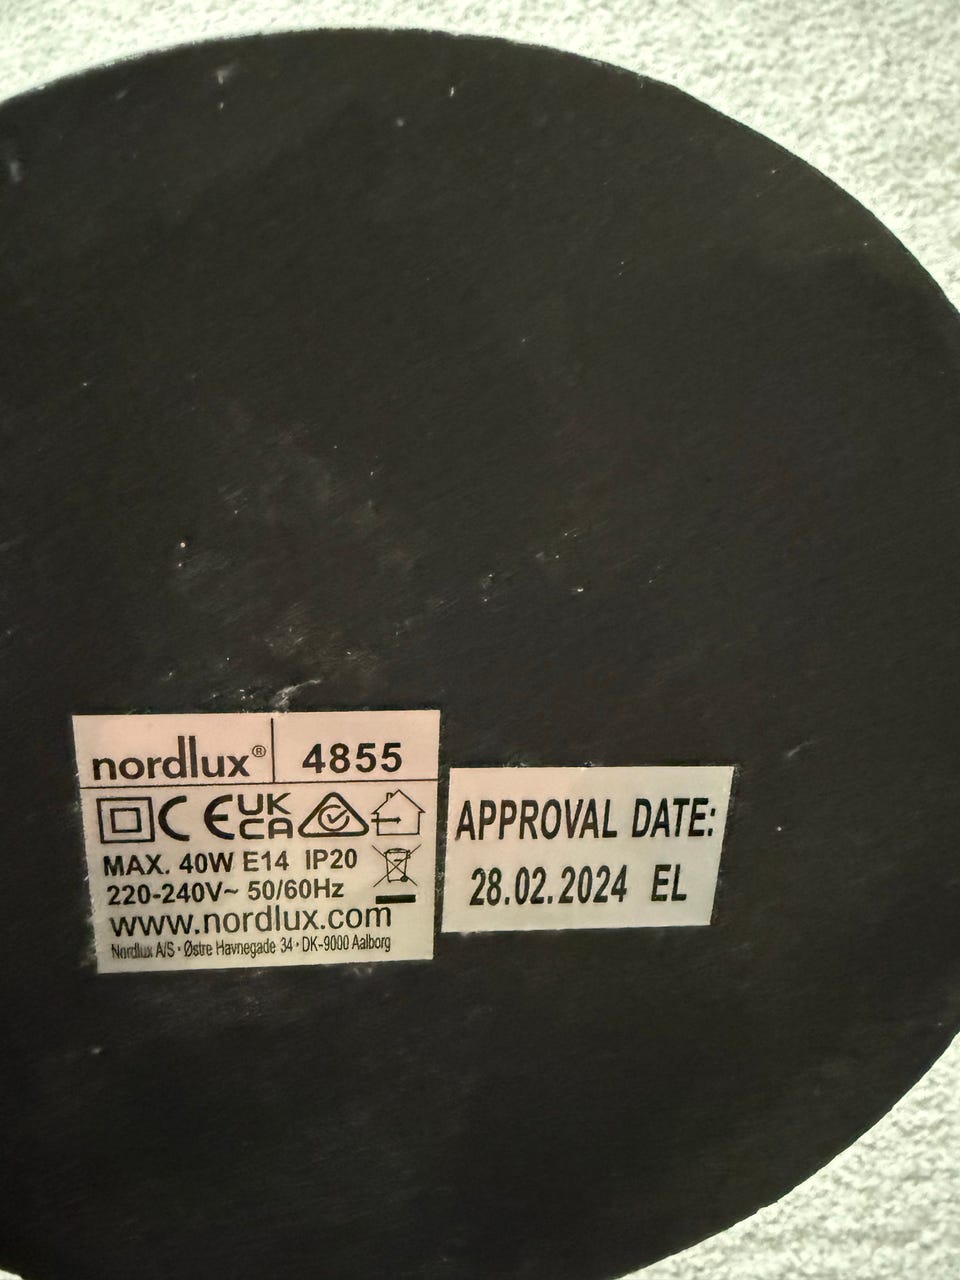 nordlux® 4855
CE UK CA
MAX. 40W E14 IP20
220-240V~ 50/60Hz
www.nordlux.com
Nordlux A/S · Østre Havnegade 34 · DK-9000 Aalborg
APPROVAL DATE:
28.02.2024 EL